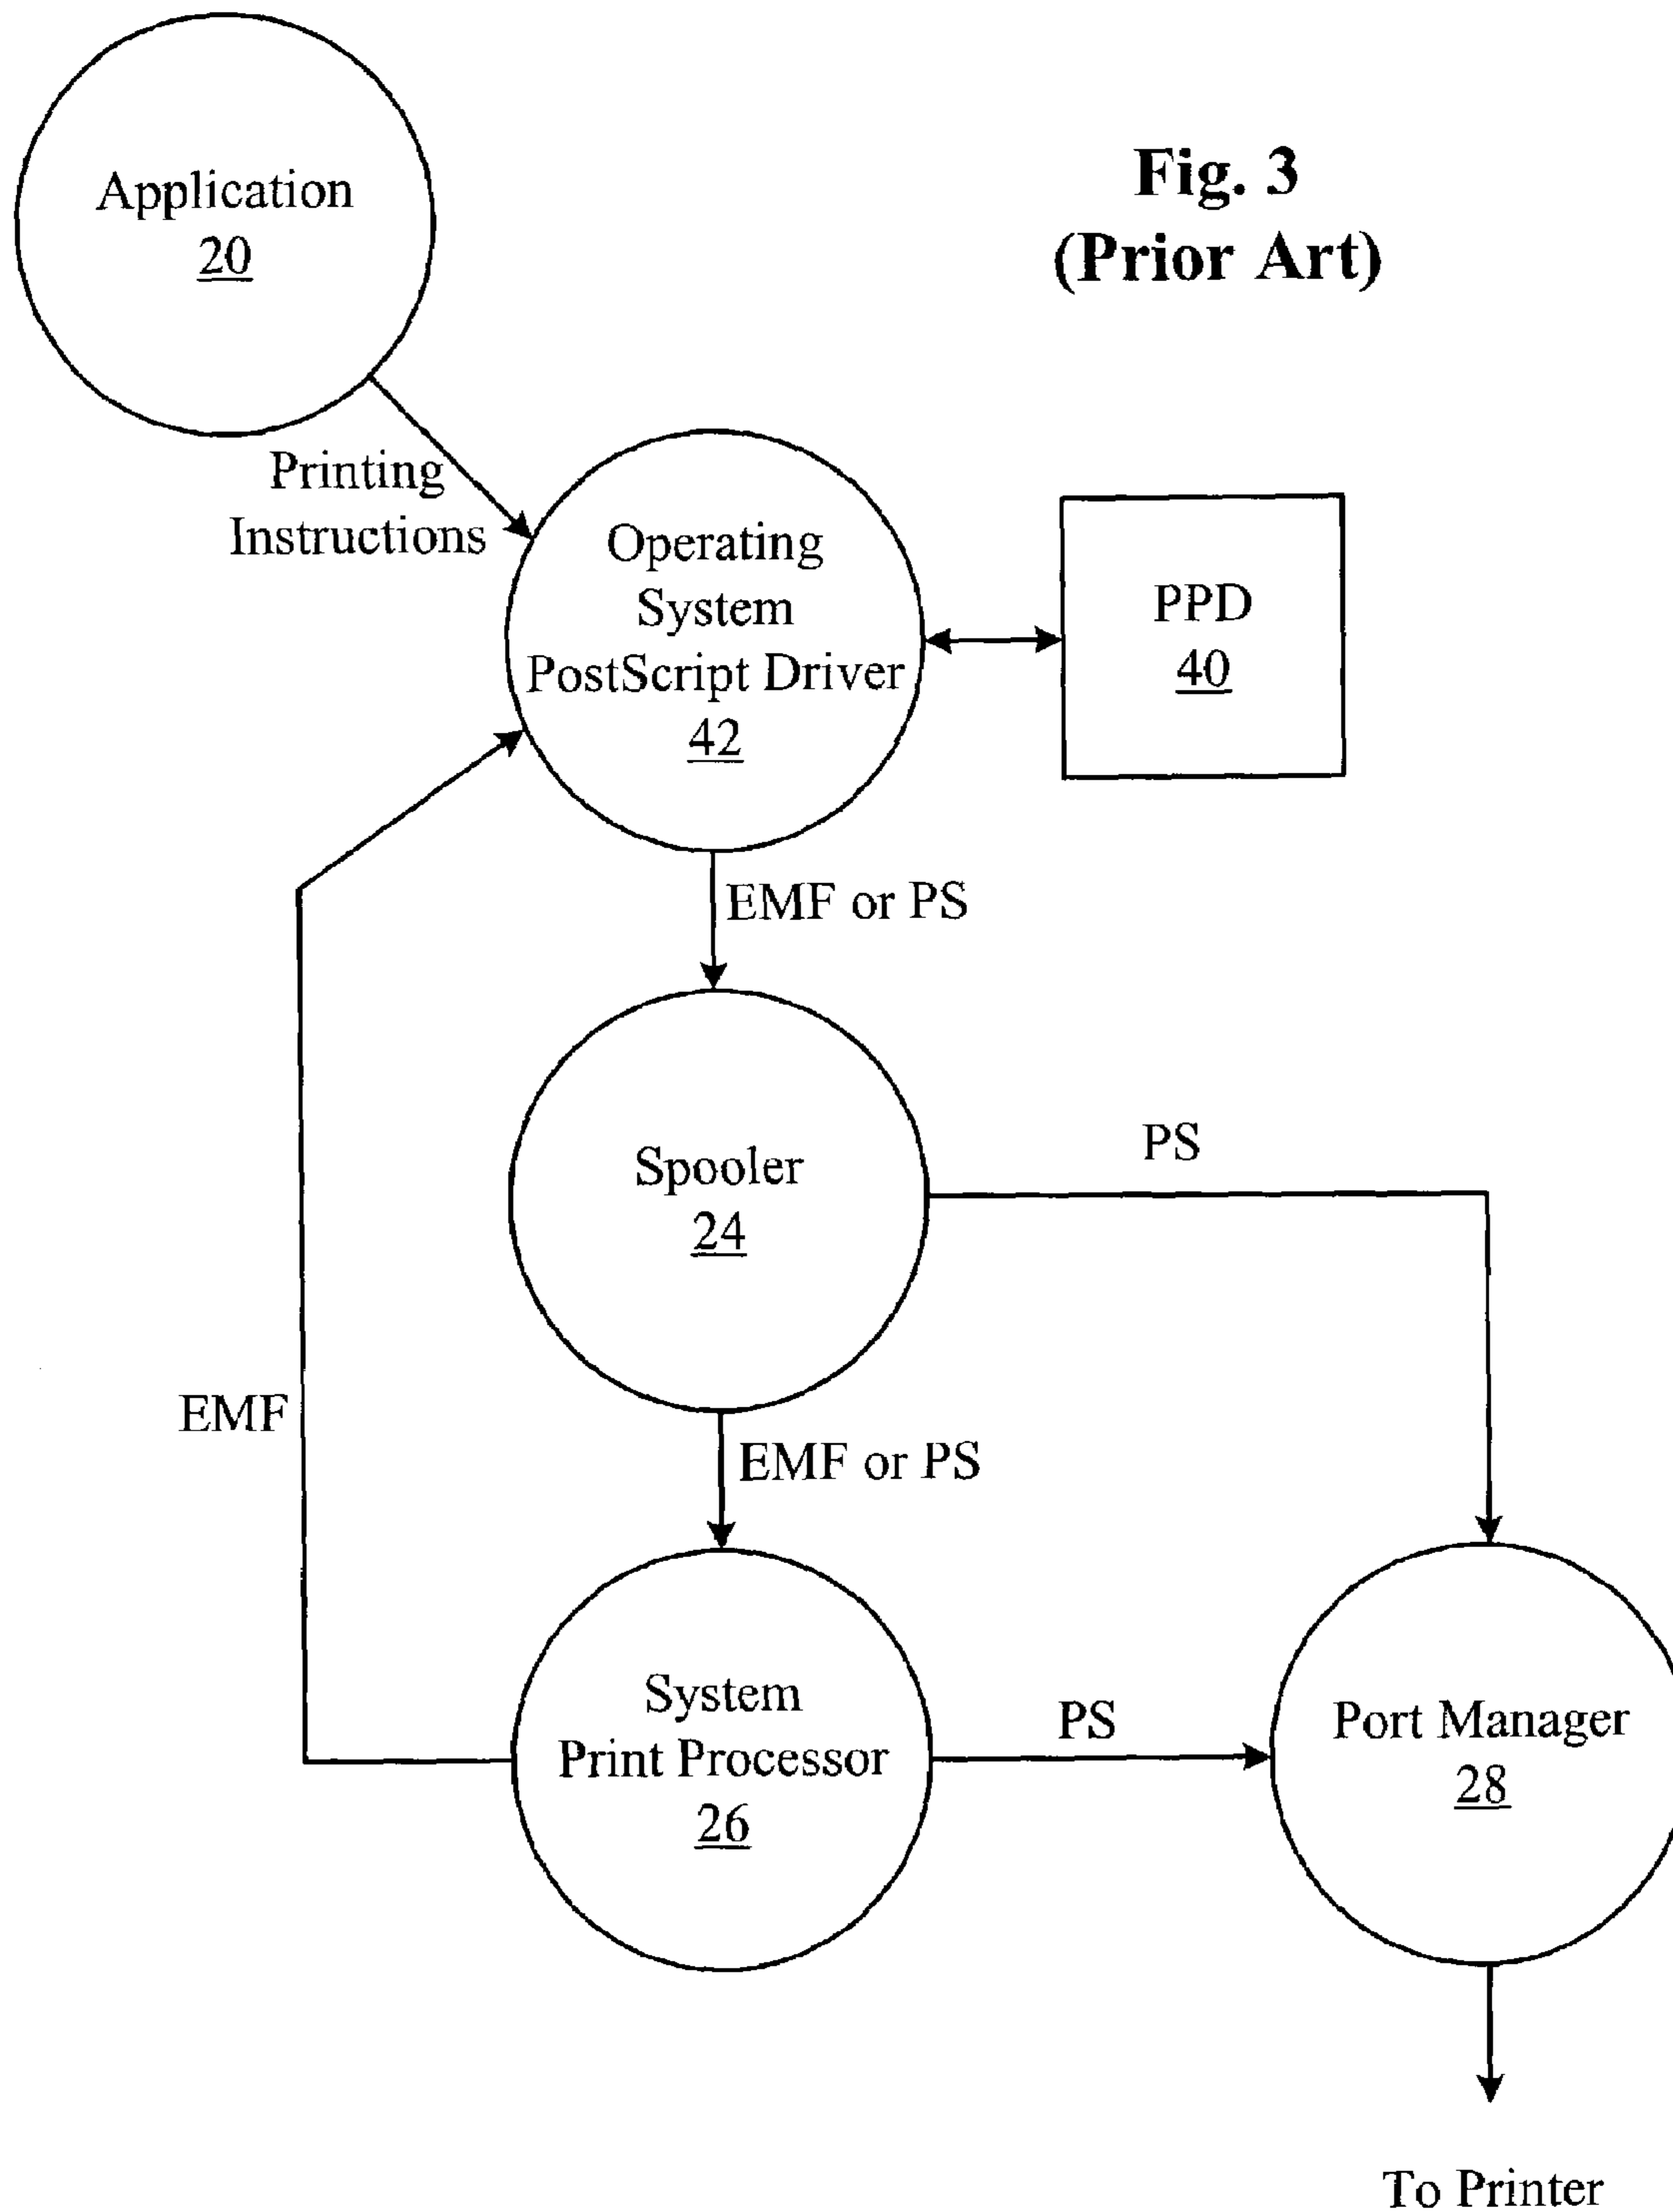 Application
20
Fig. 3
(Prior Art)
Printing
Instructions
Operating
System
PostScript Driver
42
PPD
40
EMF or PS
Spooler
24
PS
EMF
EMF or PS
System
Print Processor
26
PS
Port Manager
28
To Printer